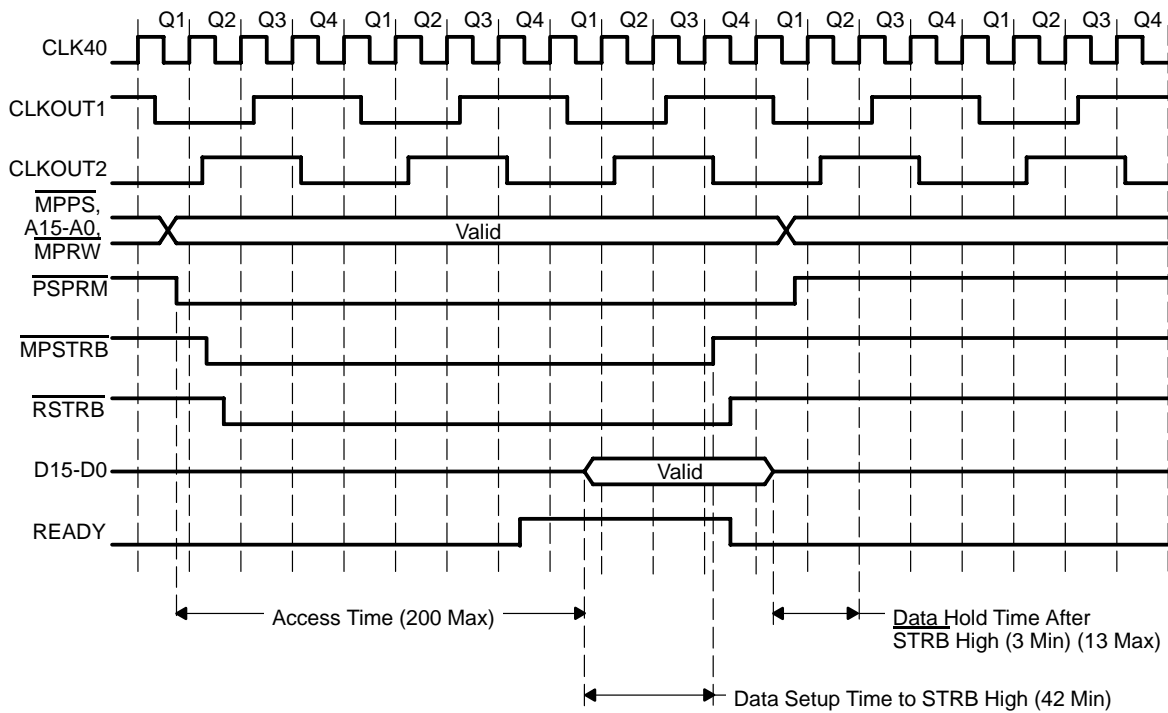 Q1 Q2 Q3 Q4 Q1 Q2 Q3 Q4 Q1 Q2 Q3 Q4 Q1 Q2 Q3 Q4 Q1 Q2 Q3 Q4
CLK40
CLKOUT1
CLKOUT2
MPPS,
A15-A0,
MPRW
Valid
PSPRM
MPSTRB
RSTRB
D15-D0
Valid
READY
Access Time (200 Max)
Data Hold Time After
STRB High (3 Min) (13 Max)
Data Setup Time to STRB High (42 Min)